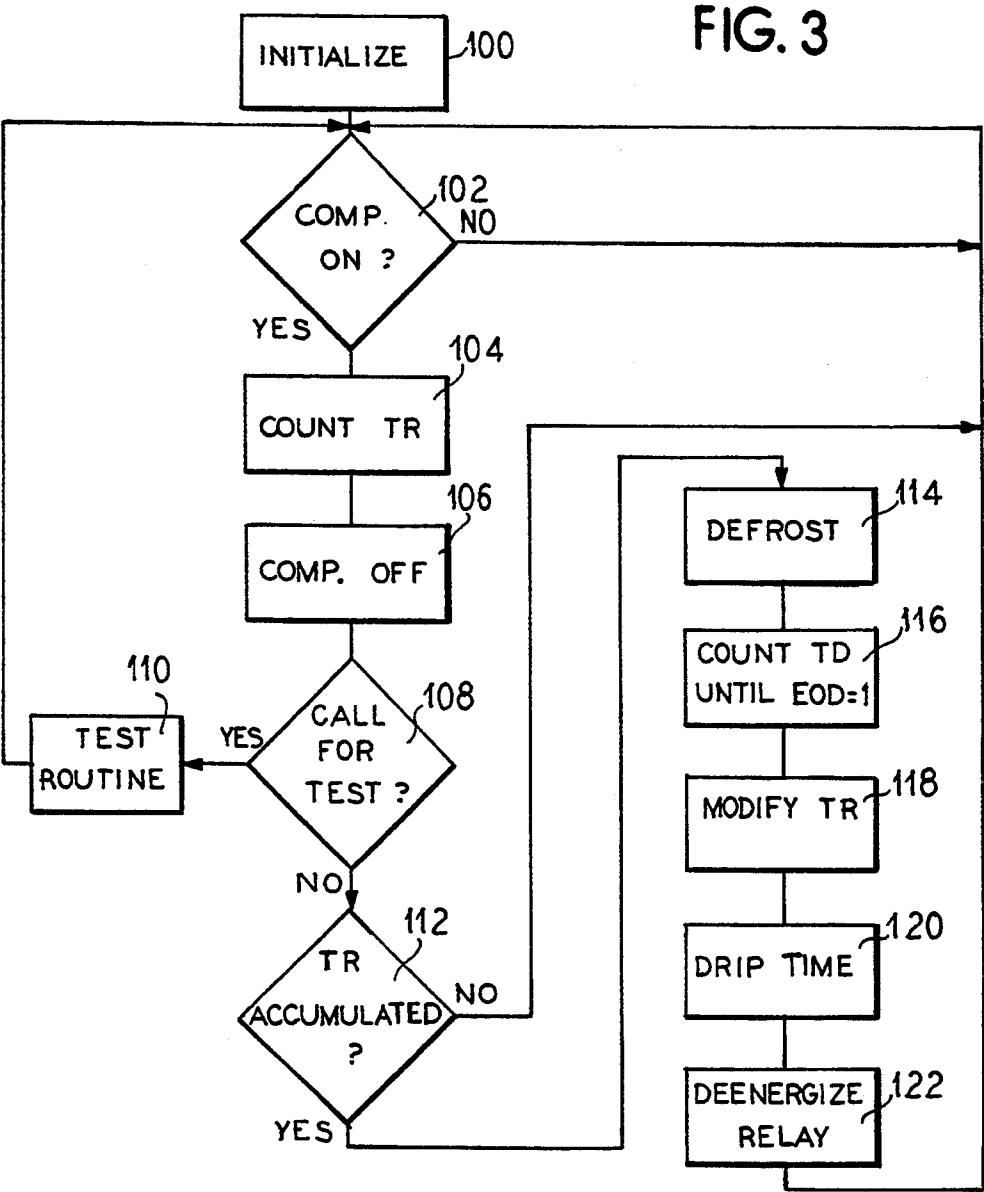 FIG. 3
INITIALIZE
100
102
COMP.
ON ?
NO
YES
104
COUNT TR
106
COMP. OFF
108
CALL
FOR
TEST ?
YES
110
TEST
ROUTINE
NO
112
TR
ACCUMULATED
?
NO
YES
114
DEFROST
116
COUNT TD
UNTIL EOD=1
118
MODIFY TR
120
DRIP TIME
122
DEENERGIZE
RELAY